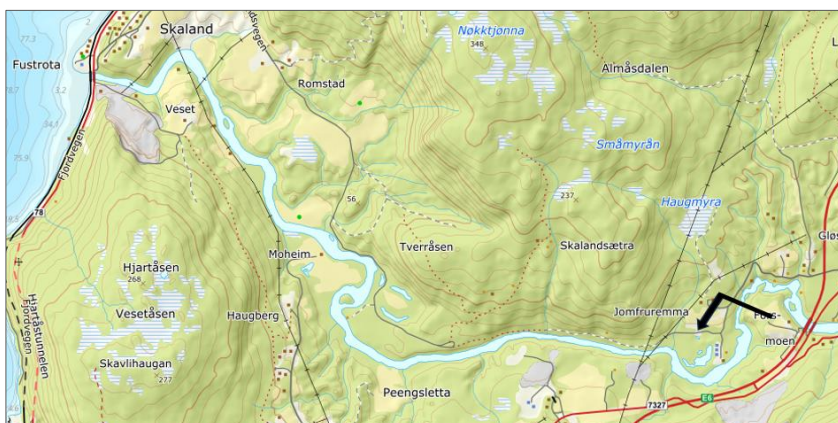 Skaland
Nøkktjønna
348
Fustrota
Almåsdalen
Romstad
Veset
Fjordvegen
Småmyrån
237
Haugmyra
56
78
Tverråsen
Skalandsætra
Moheim
Hjartåsen
268
Jomfruremma
Vesetåsen
Haugberg
moen
Hjartåstunnelen
Fjordvegen
Skavlihaugan
277
Peengsletta
7327
E6